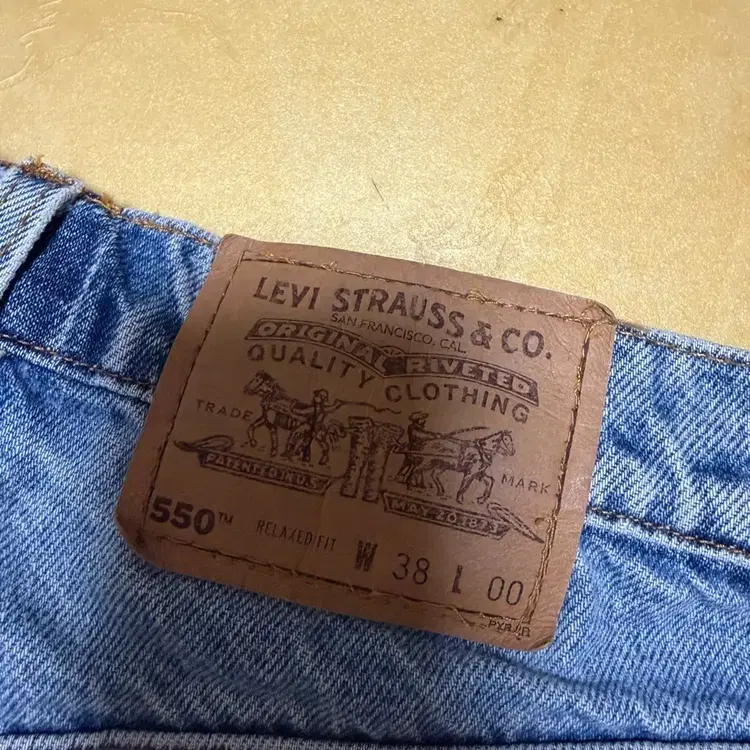 LEVI STRAUSS & CO.
SAN FRANCISCO, CAL.
ORIGINAL RIVETED
QUALITY CLOTHING
TRADE MARK
PATENTED IN U.S.
MAY 20 1873
550™ RELAXED FIT W 38 L 00